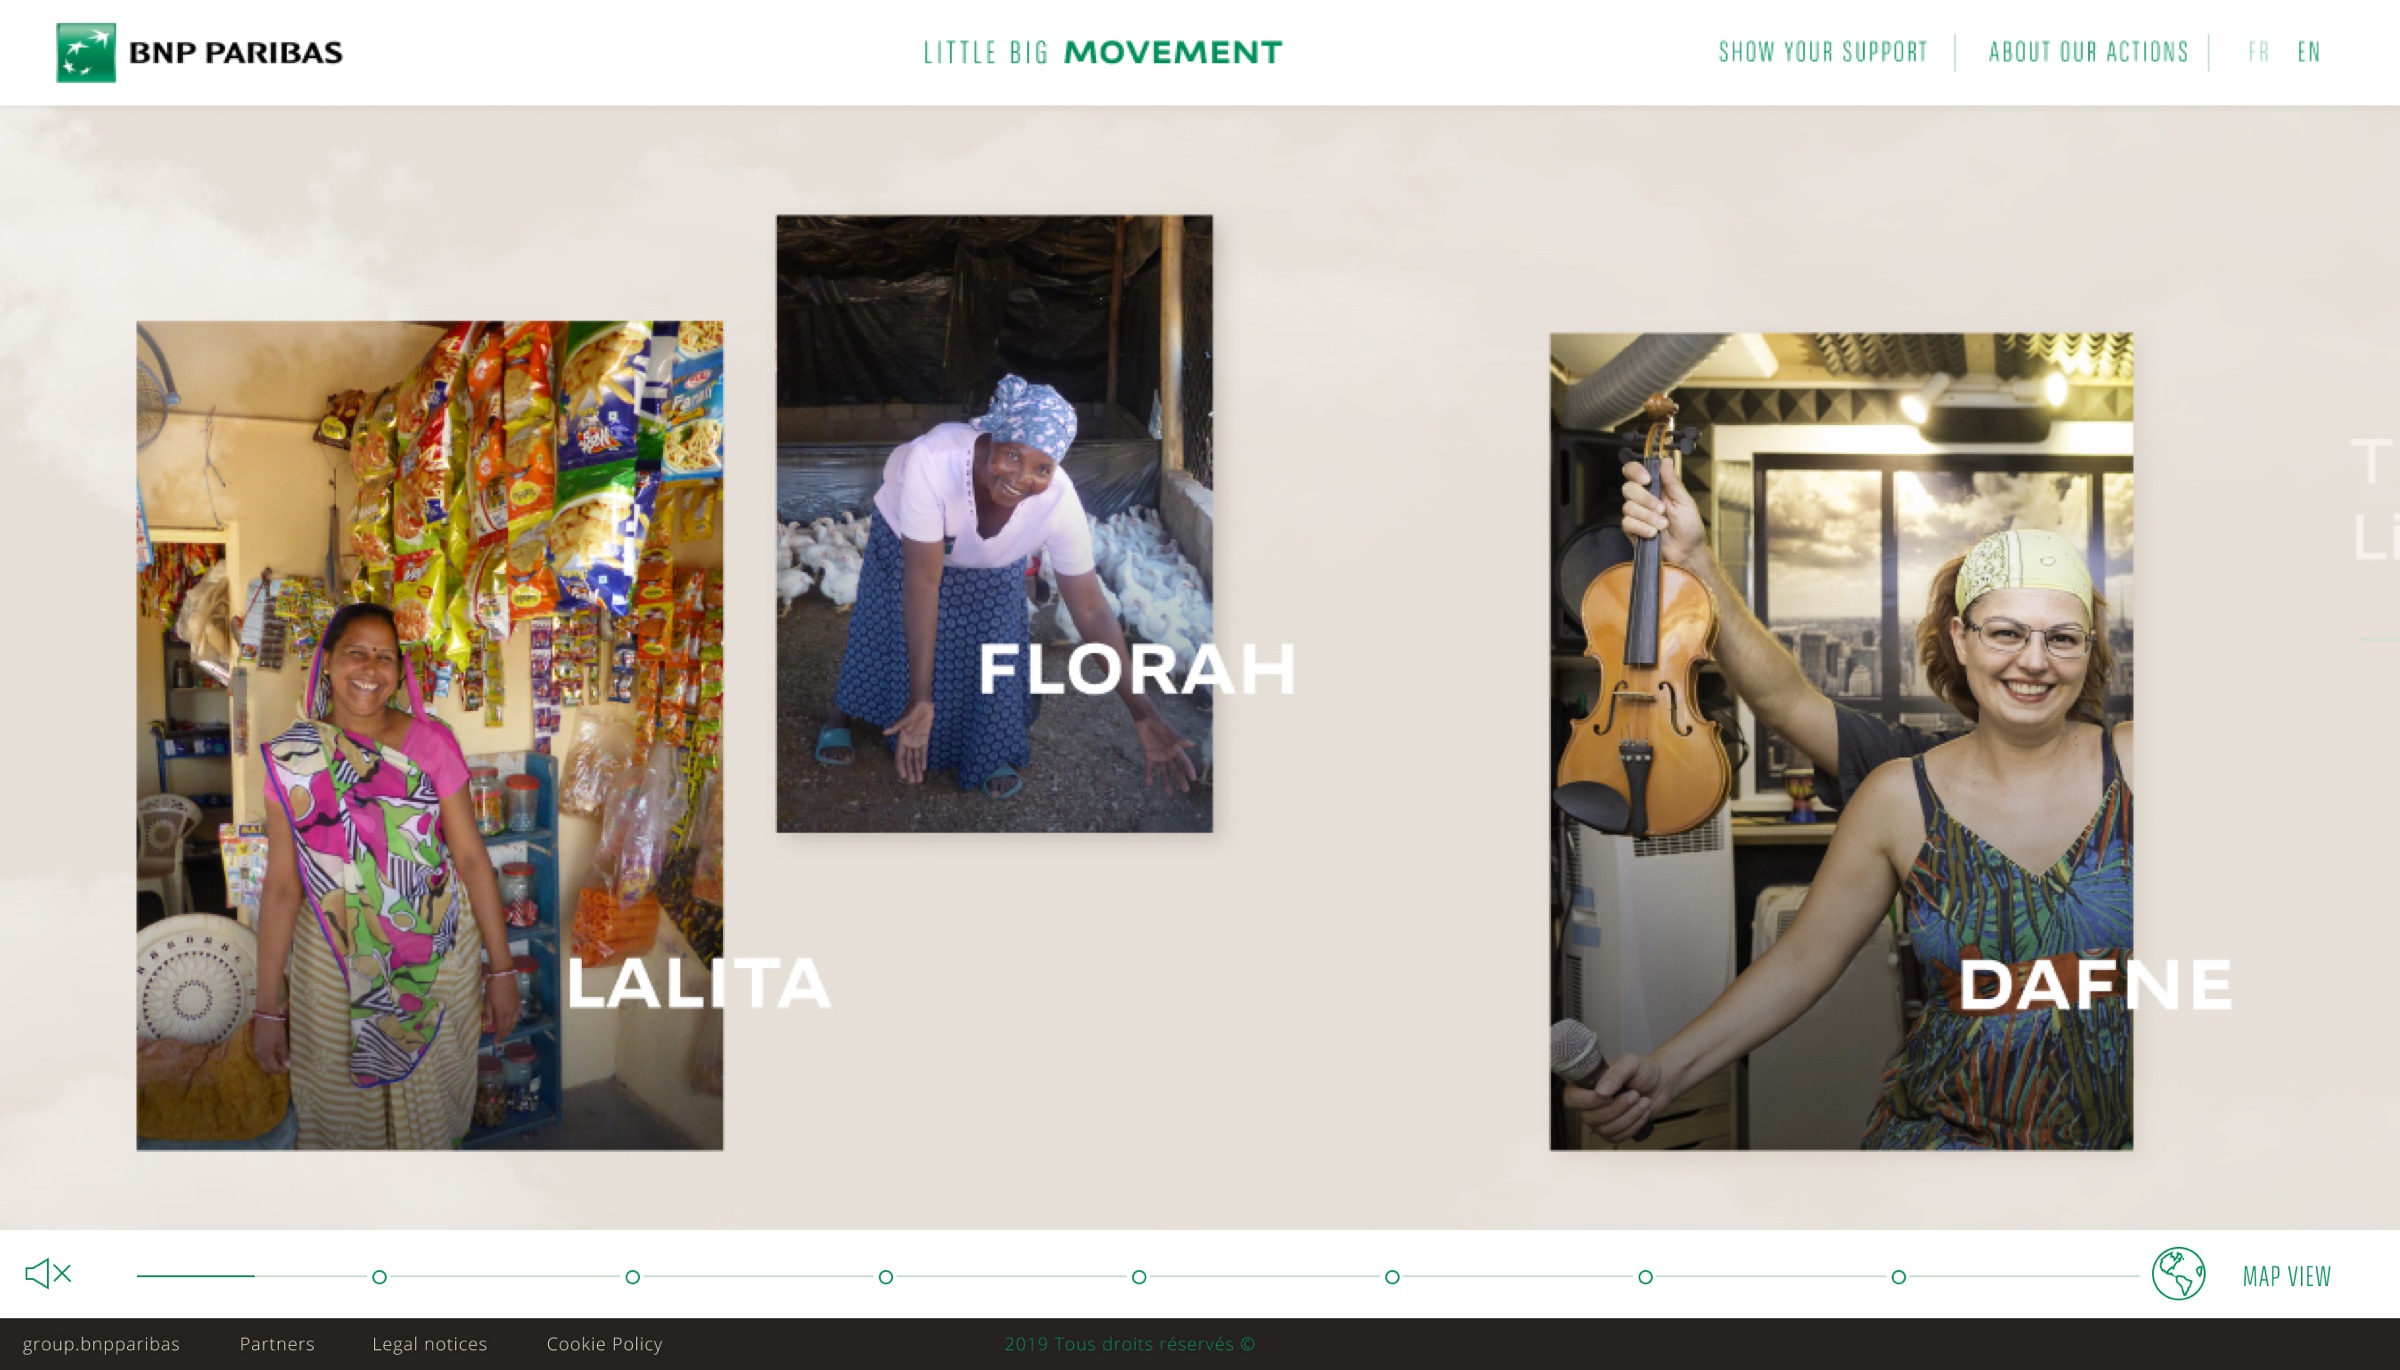 BNP PARIBAS
LITTLE BIG MOVEMENT
SHOW YOUR SUPPORT
ABOUT OUR ACTIONS
FR
EN
FLORAH
LALITA
DAFNE
MAP VIEW
group.bnpparibas
Partners
Legal notices
Cookie Policy
2019 Tous droits réservés ©